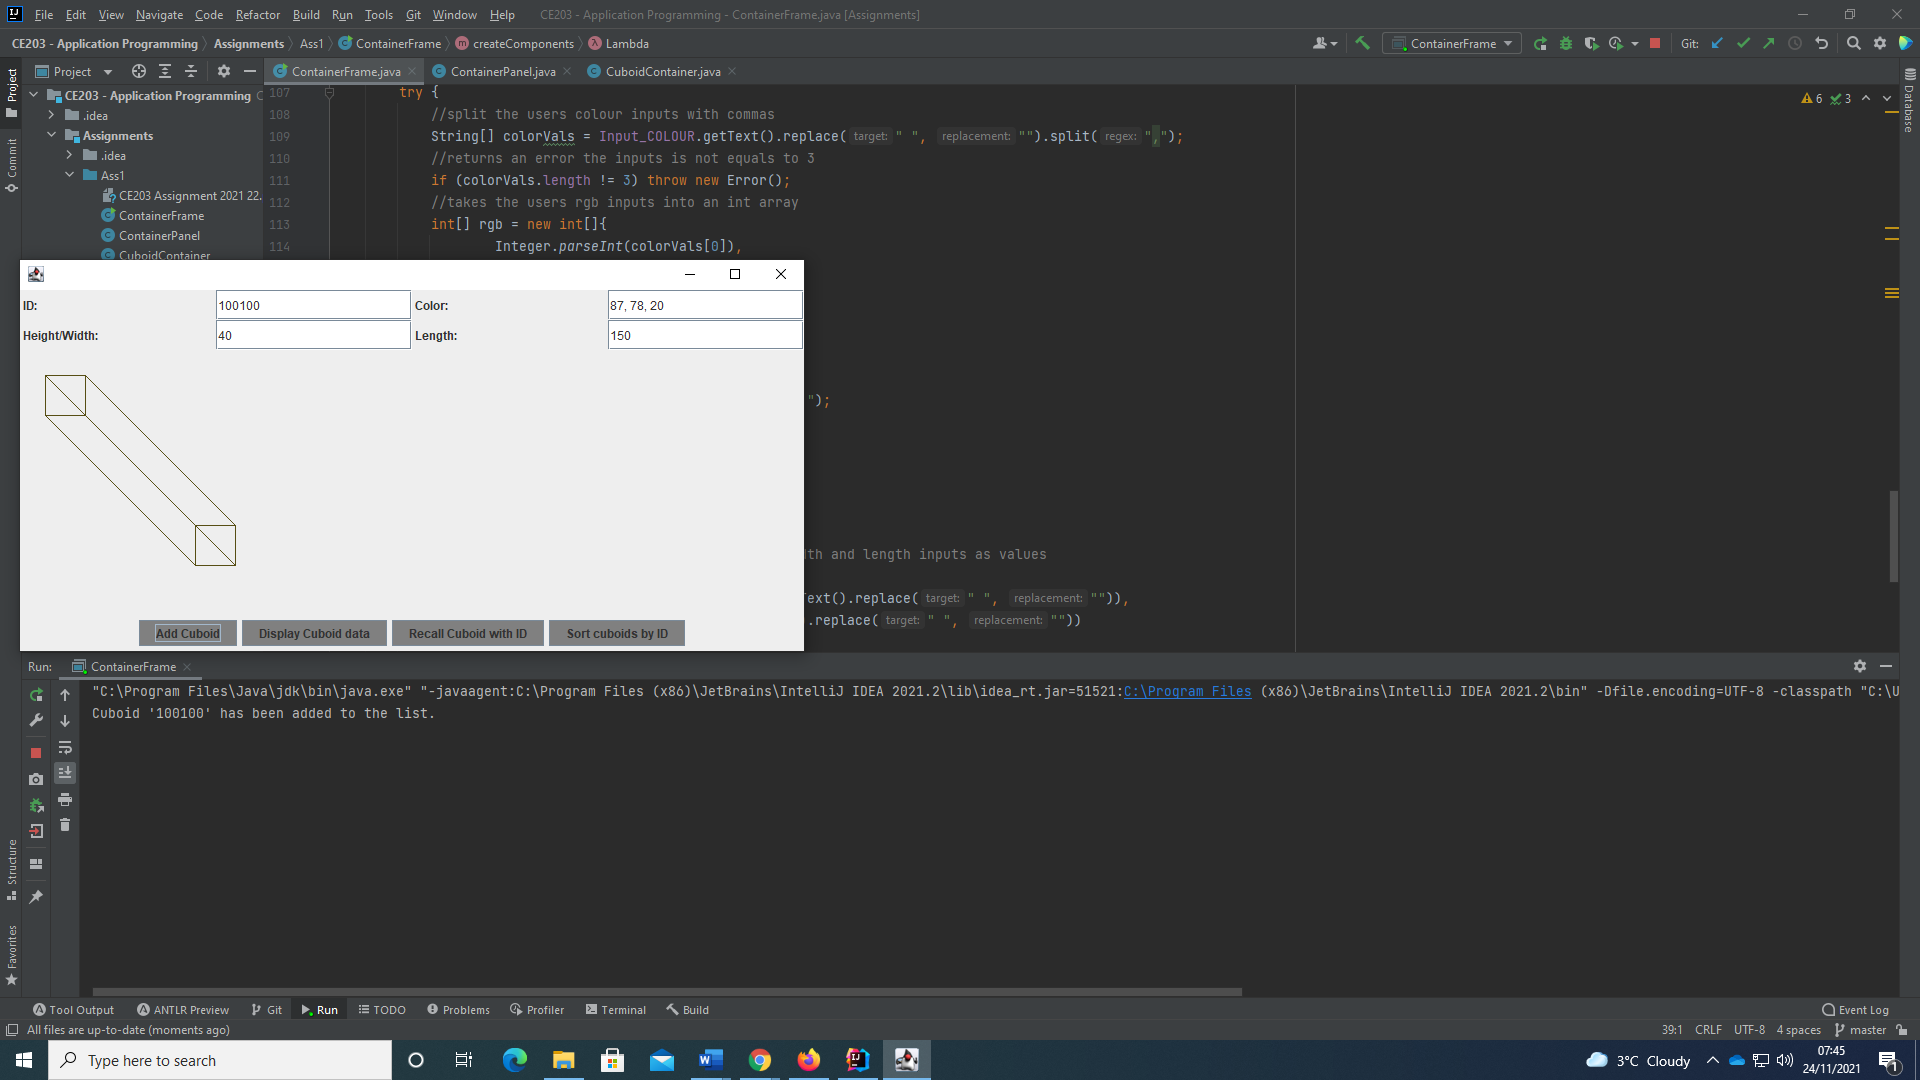 File Edit View Navigate Code Refactor Build Run Tools Git Window Help CE203 - Application Programming - ContainerFrame.java [Assignments]
CE203 - Application Programming Assignments Ass1 ContainerFrame createComponents Lambda ContainerFrame Git:
Project ContainerFrame.java ContainerPanel.java CuboidContainer.java
Project
Commit
Structure
Favorites
Database
CE203 - Application Programming
.idea
Assignments
.idea
Ass1
CE203 Assignment 2021 22.
ContainerFrame
ContainerPanel
CuboidContainer
6 3
107 try {
108 //split the users colour inputs with commas
109 String[] colorVals = Input_COLOUR.getText().replace( target: " ", replacement: "").split( regex: ",");
110 //returns an error the inputs is not equals to 3
111 if (colorVals.length != 3) throw new Error();
112 //takes the users rgb inputs into an int array
113 int[] rgb = new int[]{
114 Integer.parseInt(colorVals[0]),
");
and length inputs as values
.replace( target: " ", replacement: "")),
.replace( target: " ", replacement: ""))
ID: 100100 Color: 87, 78, 20
Height/Width: 40 Length: 150
Add Cuboid Display Cuboid data Recall Cuboid with ID Sort cuboids by ID
Run: ContainerFrame
"C:\Program Files\Java\jdk\bin\java.exe" "-javaagent:C:\Program Files (x86)\JetBrains\IntelliJ IDEA 2021.2\lib\idea_rt.jar=51521:C:\Program Files (x86)\JetBrains\IntelliJ IDEA 2021.2\bin" -Dfile.encoding=UTF-8 -classpath "C:\U
Cuboid '100100' has been added to the list.
Tool Output ANTLR Preview Git Run TODO Problems Profiler Terminal Build Event Log
All files are up-to-date (moments ago) 39:1 CRLF UTF-8 4 spaces master
Type here to search 3°C Cloudy 07:45
24/11/2021
1